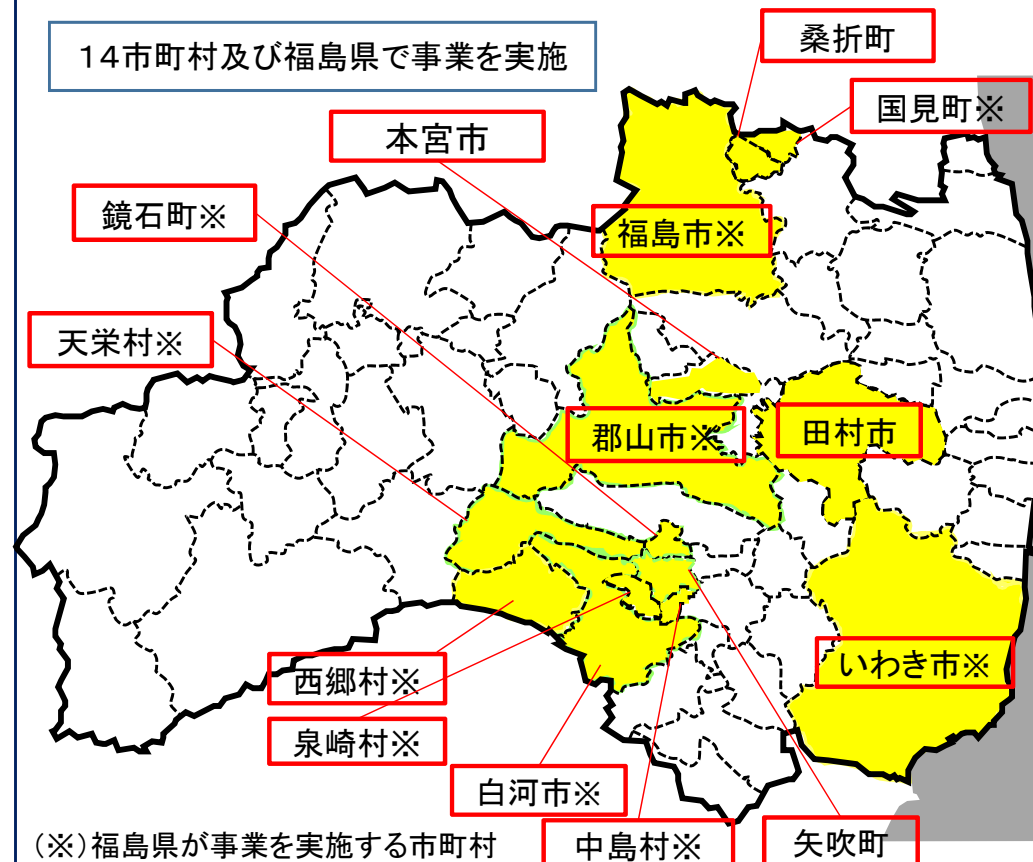 14市町村及び福島県で事業を実施
桑折町
国見町※
本宮市
鏡石町※
福島市※
天栄村※
郡山市※
田村市
西郷村※
いわき市※
泉崎村※
白河市※
中島村※
矢吹町
(※)福島県が事業を実施する市町村